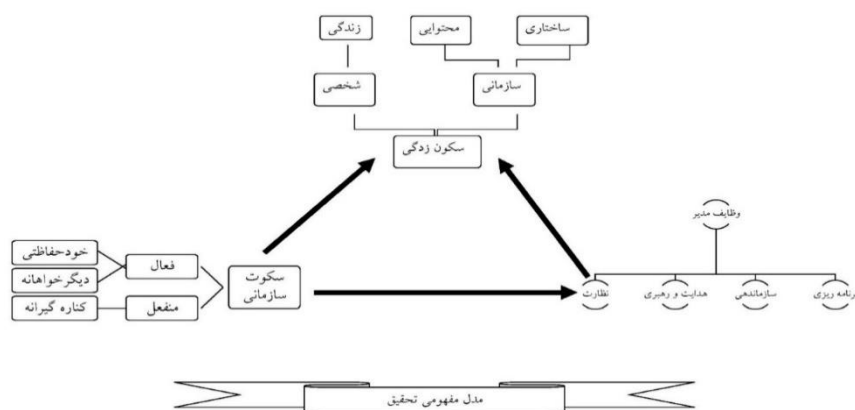 زندگی
محتوایی
ساختاری
شخصی
سازمانی
سکون زدگی
وظایف مدیر
خودحفاظتی
دیگرخواهانه
کناره گیرانه
فعال
منفعل
سکوت
سازمانی
نظارت
هدایت و رهبری
سازماندهی
رنامه ریزی
مدل مفهومی تحقیق